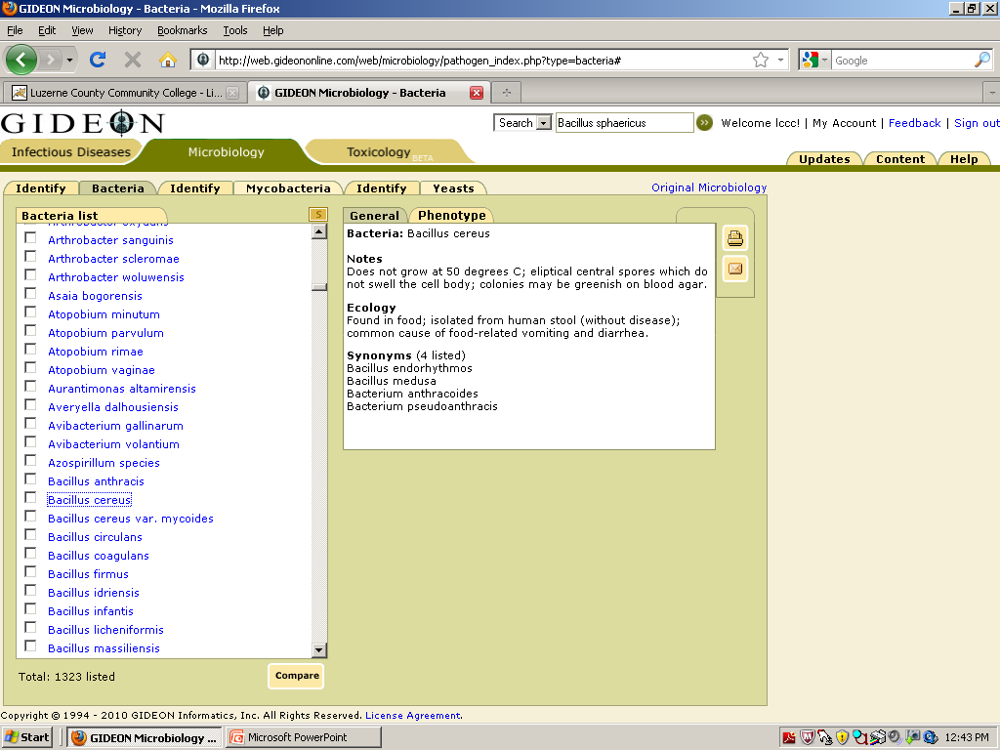 GIDEON Microbiology - Bacteria - Mozilla Firefox
File Edit View History Bookmarks Tools Help
http://web.gideononline.com/web/microbiology/pathogen_index.php?type=bacteria#
Google
Luzerne County Community College - Li...
GIDEON Microbiology - Bacteria
GIDEON
Search
Bacillus sphaericus
Welcome lccc! | My Account | Feedback | Sign out
Infectious Diseases
Microbiology
Toxicology BETA
Updates Content Help
Identify Bacteria Identify Mycobacteria Identify Yeasts
Original Microbiology
Bacteria list
S
Arthrobacter oxydans
Arthrobacter sanguinis
Arthrobacter scleromae
Arthrobacter woluwensis
Asaia bogorensis
Atopobium minutum
Atopobium parvulum
Atopobium rimae
Atopobium vaginae
Aurantimonas altamirensis
Averyella dalhousiensis
Avibacterium gallinarum
Avibacterium volantium
Azospirillum species
Bacillus anthracis
Bacillus cereus
Bacillus cereus var. mycoides
Bacillus circulans
Bacillus coagulans
Bacillus firmus
Bacillus idriensis
Bacillus infantis
Bacillus licheniformis
Bacillus massiliensis
Total: 1323 listed
Compare
General Phenotype
Bacteria: Bacillus cereus
Notes
Does not grow at 50 degrees C; eliptical central spores which do
not swell the cell body; colonies may be greenish on blood agar.
Ecology
Found in food; isolated from human stool (without disease);
common cause of food-related vomiting and diarrhea.
Synonyms (4 listed)
Bacillus endorhythmos
Bacillus medusa
Bacterium anthracoides
Bacterium pseudoanthracis
Copyright © 1994 - 2010 GIDEON Informatics, Inc. All Rights Reserved. License Agreement.
Start
GIDEON Microbiology ...
Microsoft PowerPoint
12:43 PM